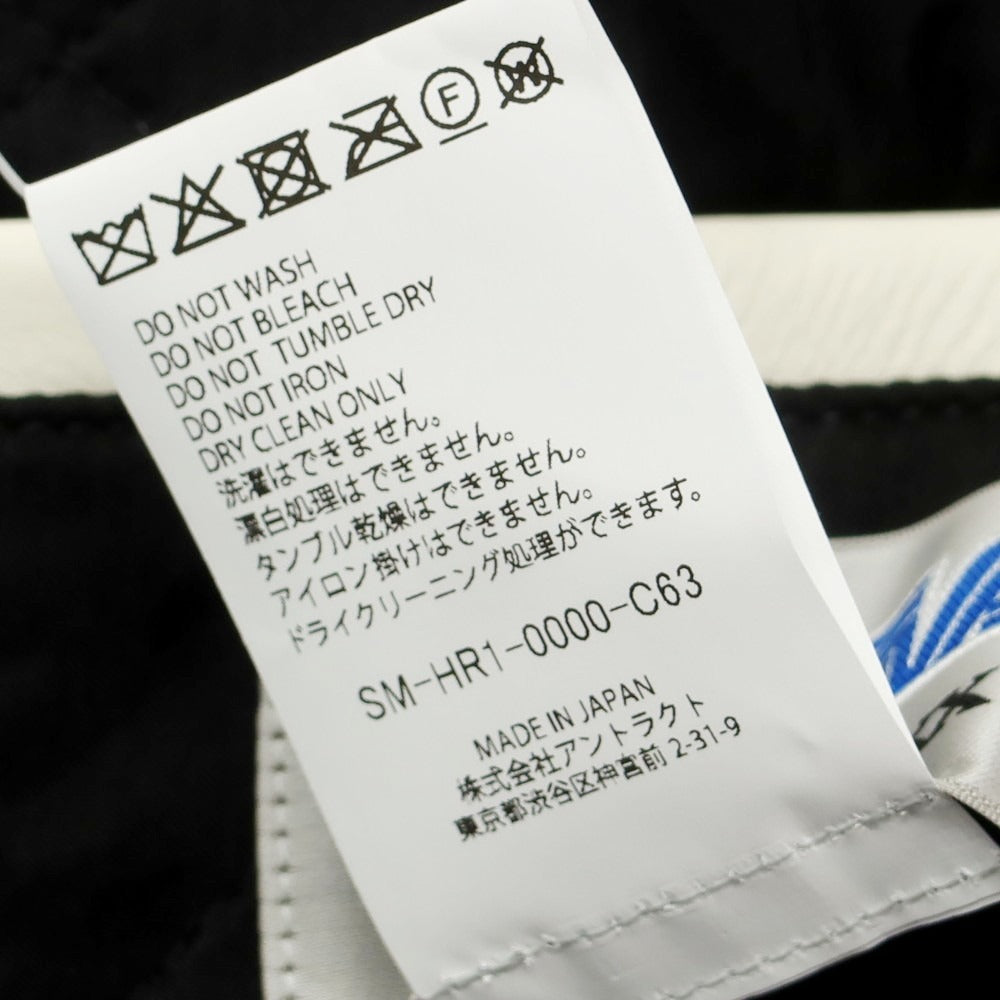 F
W
DO NOT WASH
DO NOT BLEACH
DO NOT TUMBLE DRY
DO NOT IRON
DRY CLEAN ONLY
洗濯はできません。
漂白処理はできません。
タンブル乾燥はできません。
アイロン掛けはできません。
ドライクリーニング処理ができます。
SM-HR1-0000-C63
MADE IN JAPAN
株式会社アントラクト
東京都渋谷区神宮前 2-31-9